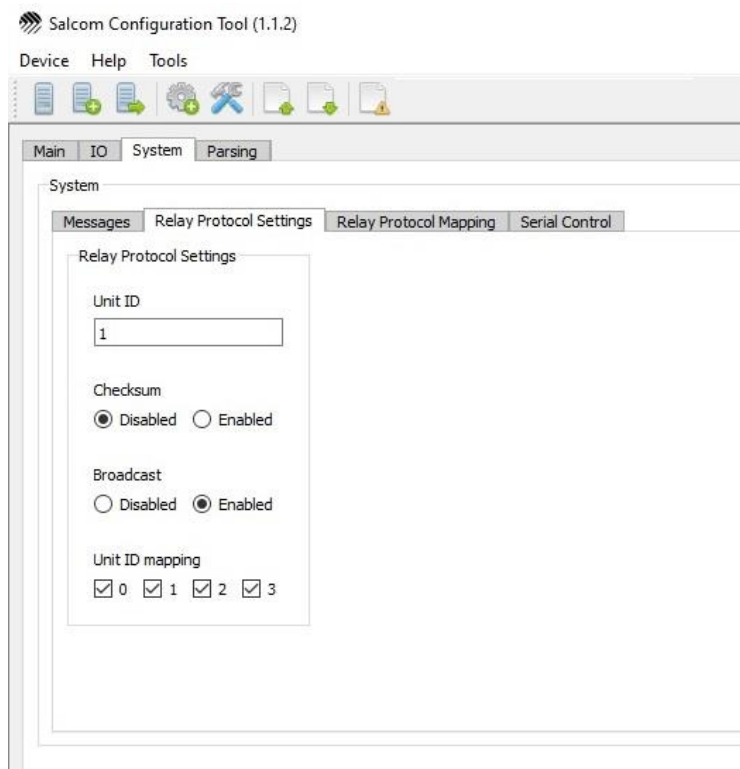 Salcom Configuration Tool (1.1.2)
Device Help Tools
Main IO System Parsing
System
Messages Relay Protocol Settings Relay Protocol Mapping Serial Control
Relay Protocol Settings
Unit ID
1
Checksum
Disabled Enabled
Broadcast
Disabled Enabled
Unit ID mapping
0 1 2 3